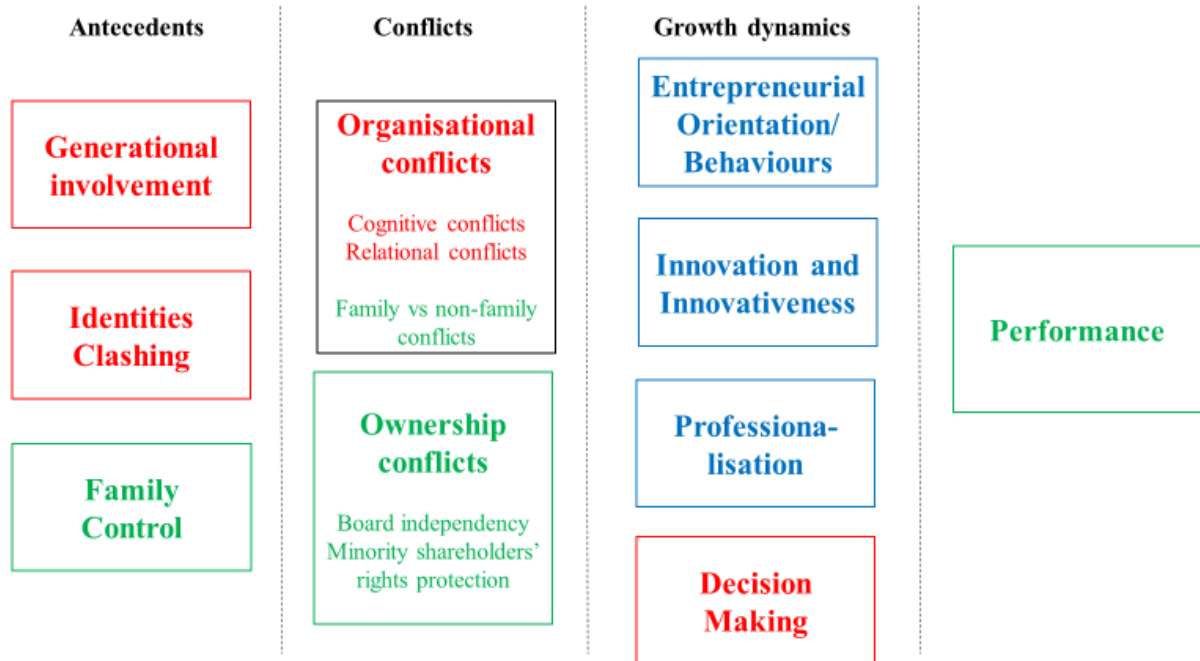 Antecedents
Conflicts
Growth dynamics
Generational
involvement
Identities
Clashing
Family
Control
Organisational
conflicts
Cognitive conflicts
Relational conflicts
Family vs non-family
conflicts
Ownership
conflicts
Board independency
Minority shareholders’
rights protection
Entrepreneurial
Orientation/
Behaviours
Innovation and
Innovativeness
Professiona-
lisation
Decision
Making
Performance